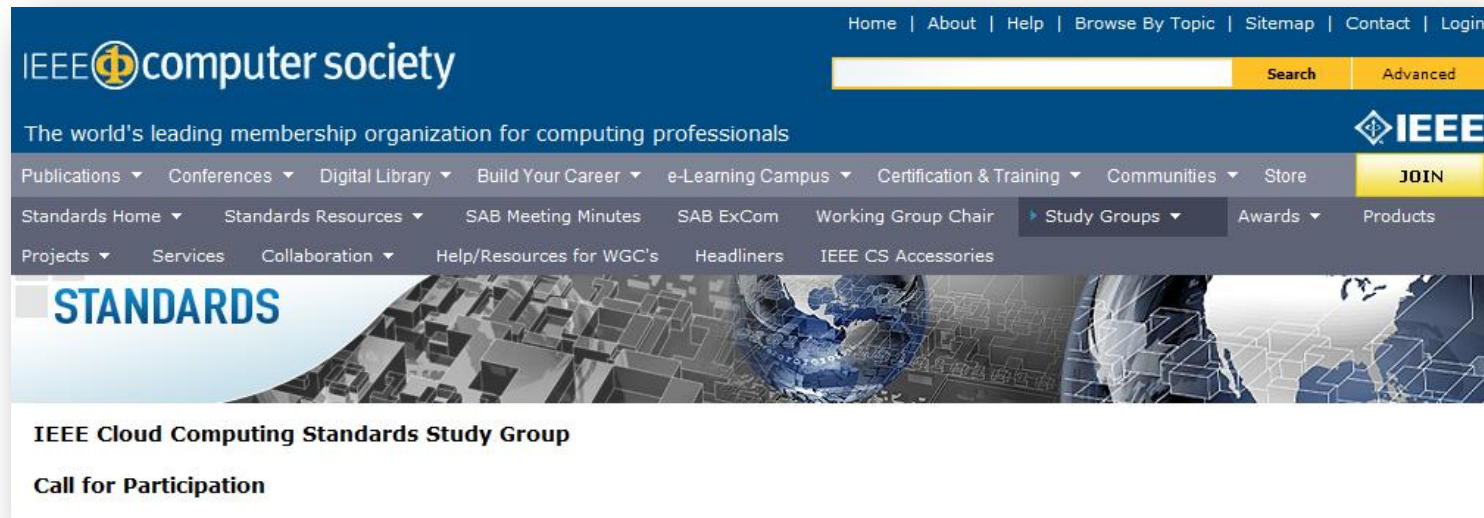 Home | About | Help | Browse By Topic | Sitemap | Contact | Login
IEEE computer society
Search Advanced
The world's leading membership organization for computing professionals
IEEE
Publications Conferences Digital Library Build Your Career e-Learning Campus Certification & Training Communities Store JOIN
Standards Home Standards Resources SAB Meeting Minutes SAB ExCom Working Group Chair Study Groups Awards Products
Projects Services Collaboration Help/Resources for WGC's Headliners IEEE CS Accessories
STANDARDS
IEEE Cloud Computing Standards Study Group
Call for Participation